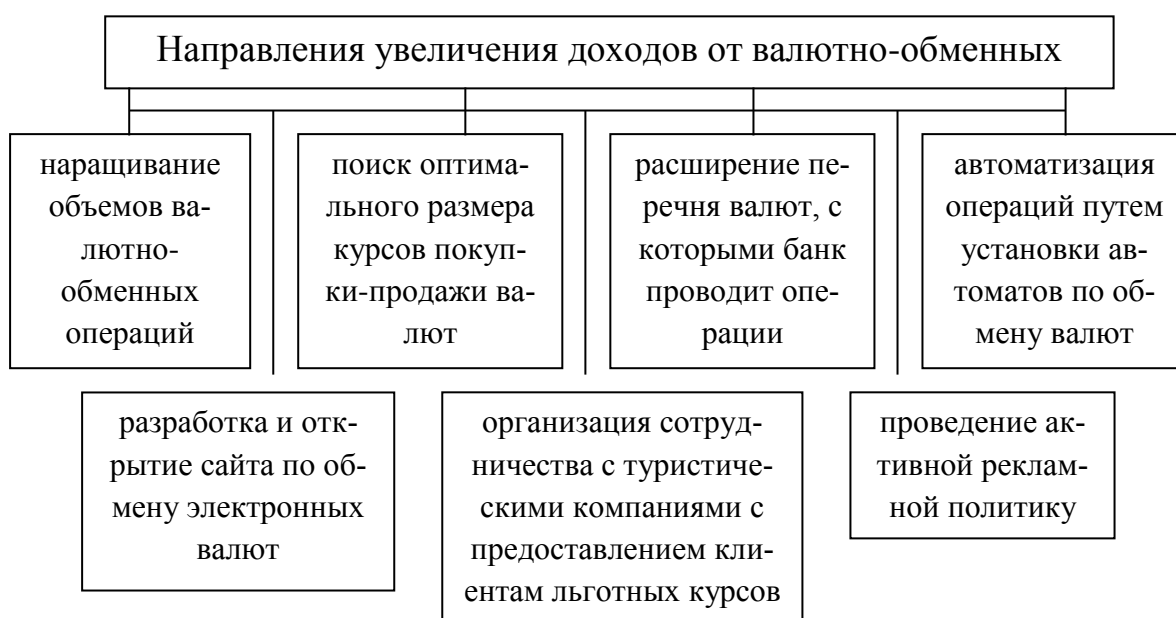 Направления увеличения доходов от валютно-обменных
наращивание
объемов ва-
лютно-
обменных
операций
поиск оптима-
льного размера
курсов покуп-
ки-продажи ва-
лют
расширение пе-
речня валют, с
которыми банк
проводит опе-
рации
автоматизация
операций путем
установки ав-
томатов по об-
мену валют
разработка и отк-
рытие сайта по об-
мену электронных
валют
организация сотруд-
ничества с туристиче-
скими компаниями с
предоставлением кли-
ентам льготных курсов
проведение ак-
тивной реклам-
ной политику